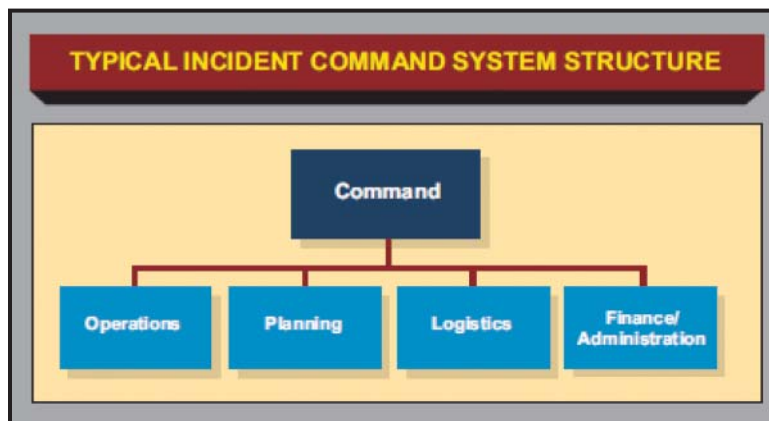 TYPICAL INCIDENT COMMAND SYSTEM STRUCTURE
Command
Operations
Planning
Logistics
Finance/
Administration